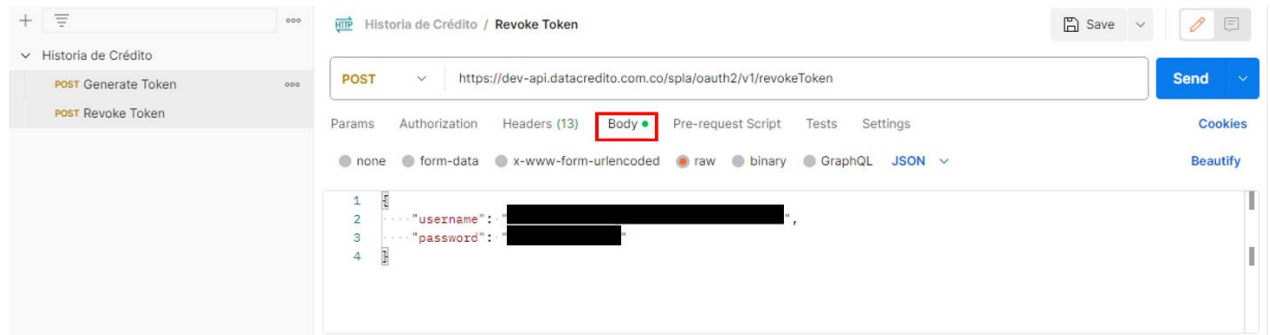 Historia de Crédito / Revoke Token
Save
Historia de Crédito
POST Generate Token
POST Revoke Token
POST https://dev-api.datacredito.com.co/spla/oauth2/v1/revokeToken Send
Params Authorization Headers (13) Body Pre-request Script Tests Settings Cookies
none form-data x-www-form-urlencoded raw binary GraphQL JSON Beautify
1 {
2 "username": "",
3 "password": ""
4 }